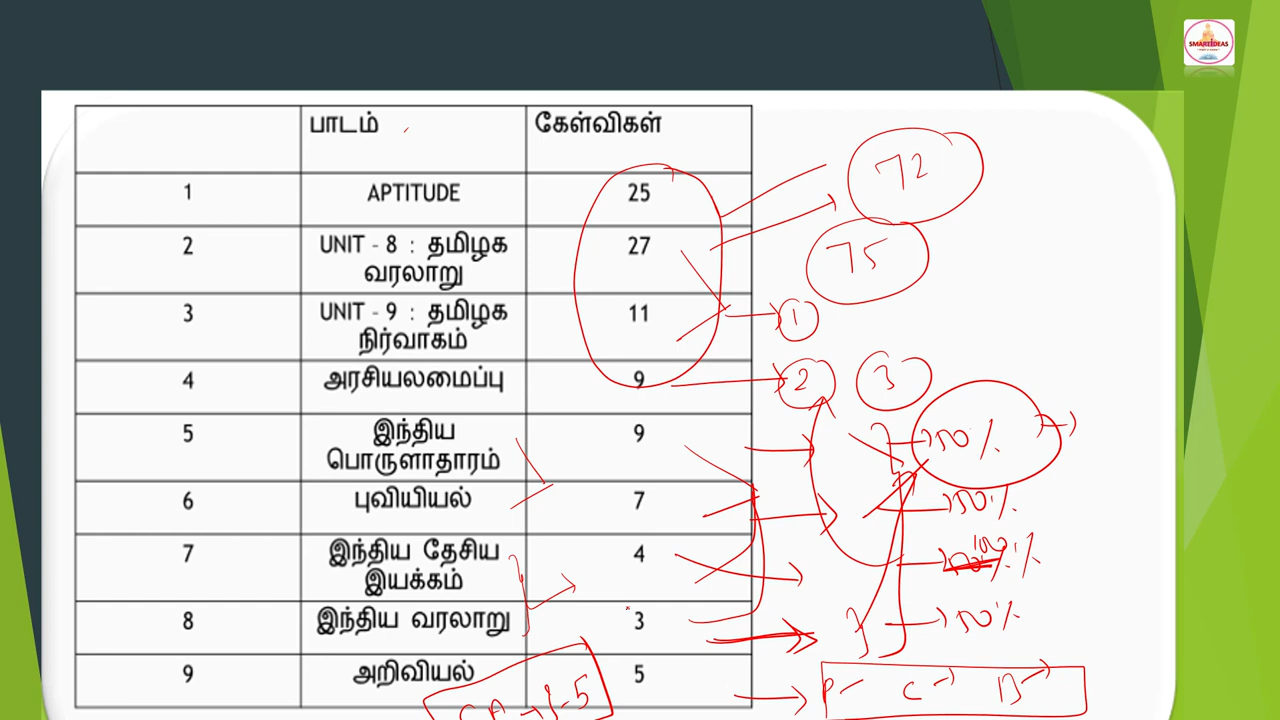 SMARTIDEAS
பாடம் கேள்விகள்
1 APTITUDE 25
2 UNIT - 8 : தமிழக வரலாறு 27
3 UNIT - 9 : தமிழக நிர்வாகம் 11
4 அரசியலமைப்பு 9
5 இந்திய பொருளாதாரம் 9
6 புவியியல் 7
7 இந்திய தேசிய இயக்கம் 4
8 இந்திய வரலாறு 3
9 அறிவியல் 5
72
75
1
2 3
100%
100%
100%
100%
P- C B